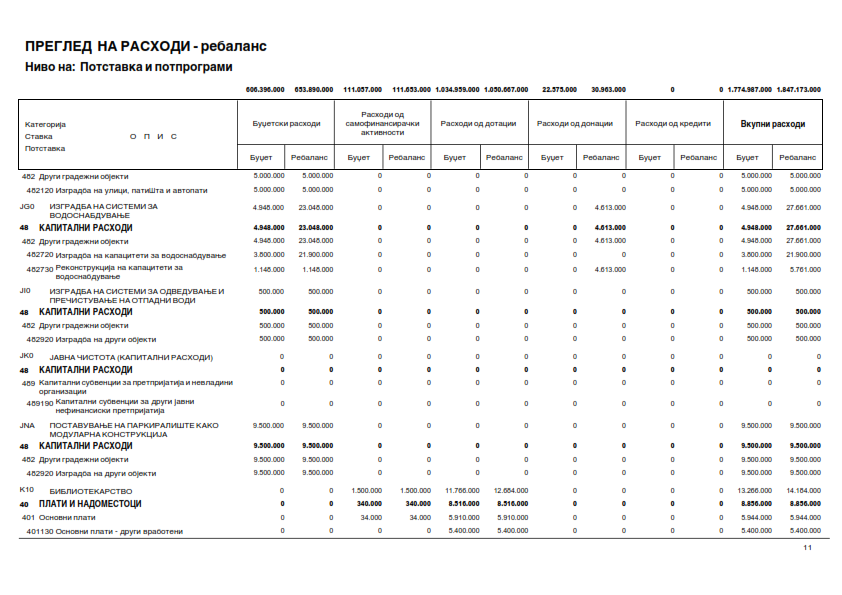 ПРЕГЛЕД НА РАСХОДИ - ребаланс
Ниво на: Потставка и потпрограми
606.396.000 653.890.000 111.057.000 111.653.000 1.034.959.000 1.050.667.000 22.575.000 30.963.000 0 0 1.774.987.000 1.847.173.000
Категорија
Ставка О П И С
Потставка
Буџетски расходи Расходи од самофинансирачки активности Расходи од дотации Расходи од донации Расходи од кредити Вкупни расходи
Буџет Ребаланс Буџет Ребаланс Буџет Ребаланс Буџет Ребаланс Буџет Ребаланс Буџет Ребаланс
482 Други градежни објекти 5.000.000 5.000.000 0 0 0 0 0 0 0 0 5.000.000 5.000.000
482120 Изградба на улици, патишта и автопати 5.000.000 5.000.000 0 0 0 0 0 0 0 0 5.000.000 5.000.000
JG0 ИЗГРАДБА НА СИСТЕМИ ЗА
ВОДОСНАБДУВАЊЕ 4.948.000 23.048.000 0 0 0 0 0 4.613.000 0 0 4.948.000 27.661.000
48 КАПИТАЛНИ РАСХОДИ 4.948.000 23.048.000 0 0 0 0 0 4.613.000 0 0 4.948.000 27.661.000
482 Други градежни објекти 4.948.000 23.048.000 0 0 0 0 0 4.613.000 0 0 4.948.000 27.661.000
482720 Изградба на капацитети за водоснабдување 3.800.000 21.900.000 0 0 0 0 0 0 0 0 3.800.000 21.900.000
482730 Реконструкција на капацитети за
водоснабдување 1.148.000 1.148.000 0 0 0 0 0 4.613.000 0 0 1.148.000 5.761.000
JI0 ИЗГРАДБА НА СИСТЕМИ ЗА ОДВЕДУВАЊЕ И
ПРЕЧИСТУВАЊЕ НА ОТПАДНИ ВОДИ 500.000 500.000 0 0 0 0 0 0 0 0 500.000 500.000
48 КАПИТАЛНИ РАСХОДИ 500.000 500.000 0 0 0 0 0 0 0 0 500.000 500.000
482 Други градежни објекти 500.000 500.000 0 0 0 0 0 0 0 0 500.000 500.000
482920 Изградба на други објекти 500.000 500.000 0 0 0 0 0 0 0 0 500.000 500.000
JK0 ЈАВНА ЧИСТОТА (КАПИТАЛНИ РАСХОДИ) 0 0 0 0 0 0 0 0 0 0 0 0
48 КАПИТАЛНИ РАСХОДИ 0 0 0 0 0 0 0 0 0 0 0 0
489 Капитални субвенции за претпријатија и невладини
организации 0 0 0 0 0 0 0 0 0 0 0 0
489190 Капитални субвенции за други јавни
нефинансиски претпријатија 0 0 0 0 0 0 0 0 0 0 0 0
JNA ПОСТАВУВАЊЕ НА ПАРКИРАЛИШТЕ КАКО
МОДУЛАРНА КОНСТРУКЦИЈА 9.500.000 9.500.000 0 0 0 0 0 0 0 0 9.500.000 9.500.000
48 КАПИТАЛНИ РАСХОДИ 9.500.000 9.500.000 0 0 0 0 0 0 0 0 9.500.000 9.500.000
482 Други градежни објекти 9.500.000 9.500.000 0 0 0 0 0 0 0 0 9.500.000 9.500.000
482920 Изградба на други објекти 9.500.000 9.500.000 0 0 0 0 0 0 0 0 9.500.000 9.500.000
K10 БИБЛИОТЕКАРСТВО 0 0 1.500.000 1.500.000 11.766.000 12.684.000 0 0 0 0 13.266.000 14.184.000
40 ПЛАТИ И НАДОМЕСТОЦИ 0 0 340.000 340.000 8.516.000 8.516.000 0 0 0 0 8.856.000 8.856.000
401 Основни плати 0 0 34.000 34.000 5.910.000 5.910.000 0 0 0 0 5.944.000 5.944.000
401130 Основни плати - други вработени 0 0 0 0 5.400.000 5.400.000 0 0 0 0 5.400.000 5.400.000
11